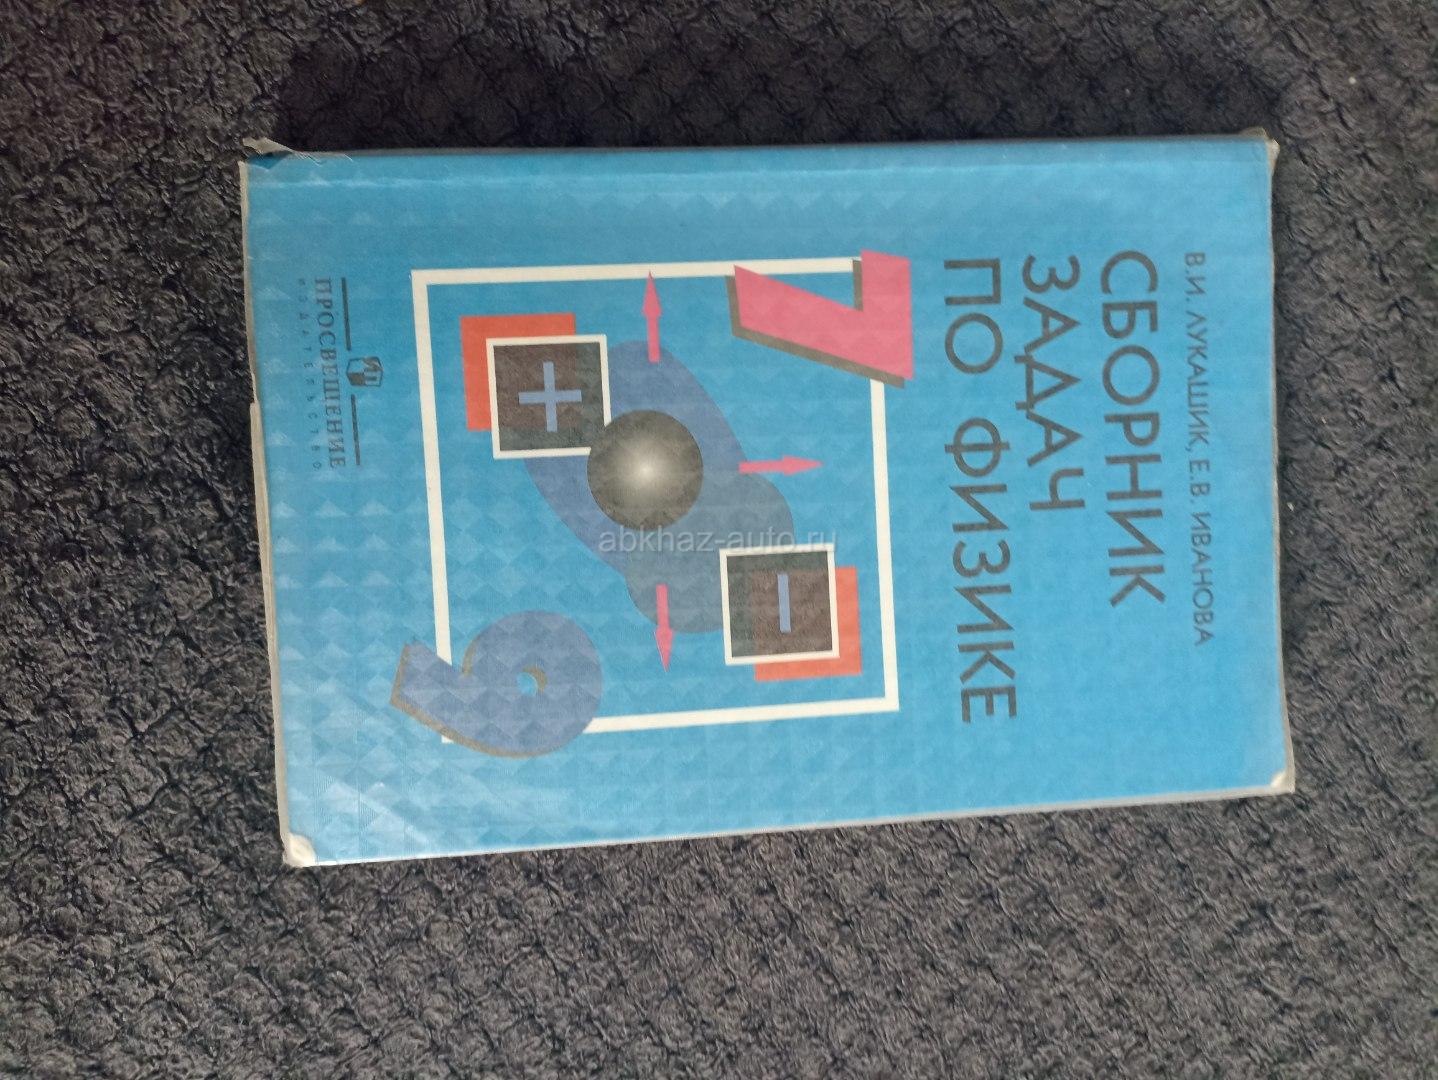 В.И. ЛУКАШИК, Е.В. ИВАНОВА
СБОРНИК
ЗАДАЧ
ПО ФИЗИКЕ
7
+
−
9
ПРОСВЕЩЕНИЕ
ИЗДАТЕЛЬСТВО
abkhaz-auto.ru